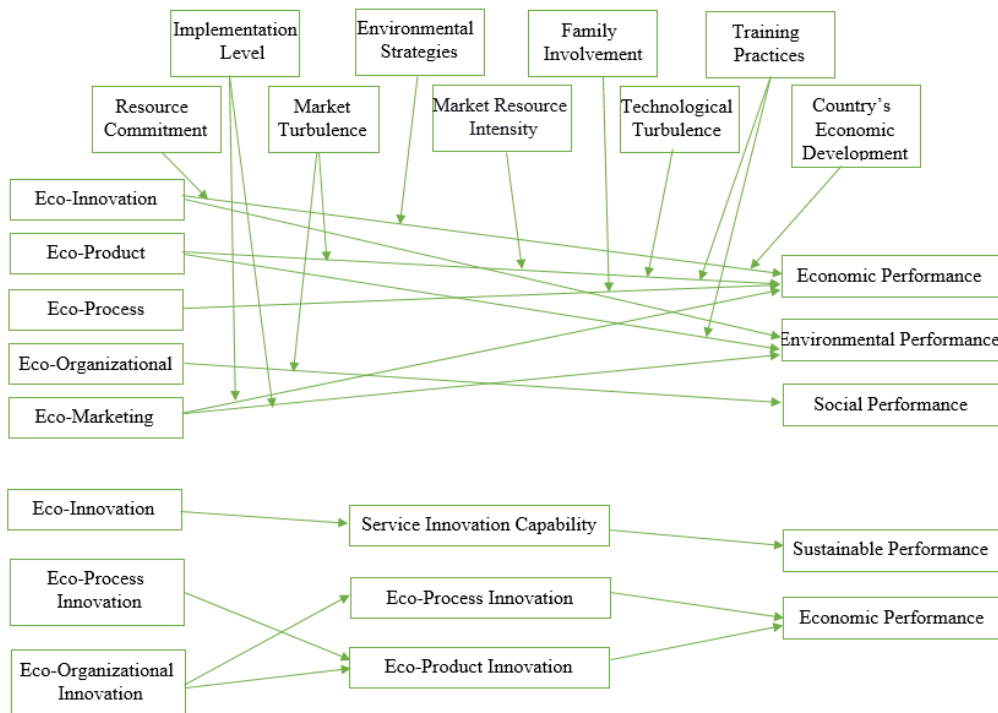 Implementation
Level
Environmental
Strategies
Family
Involvement
Training
Practices
Resource
Commitment
Market
Turbulence
Market Resource
Intensity
Technological
Turbulence
Country's
Economic
Development
Eco-Innovation
Eco-Product
Eco-Process
Eco-Organizational
Eco-Marketing
Economic Performance
Environmental Performance
Social Performance
Eco-Innovation
Service Innovation Capability
Sustainable Performance
Eco-Process
Innovation
Eco-Process Innovation
Economic Performance
Eco-Organizational
Innovation
Eco-Product Innovation